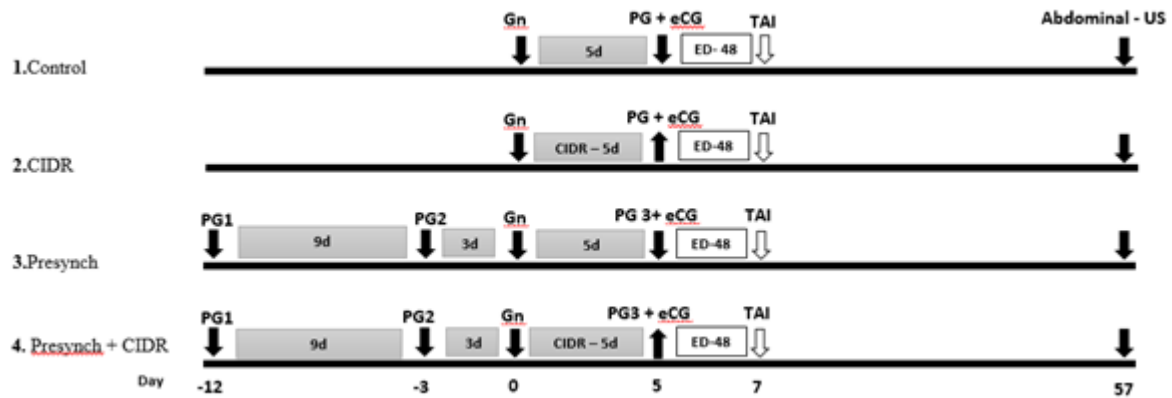 Gn PG + eCG TAI Abdominal - US
5d ED- 48
1.Control
Gn PG + eCG TAI
CIDR – 5d ED-48
2.CIDR
PG1 PG2 Gn PG 3+ eCG TAI
9d 3d 5d ED-48
3.Presynch
PG1 PG2 Gn PG3 + eCG TAI
9d 3d CIDR – 5d ED-48
4. Presynch + CIDR
Day -12 -3 0 5 7 57